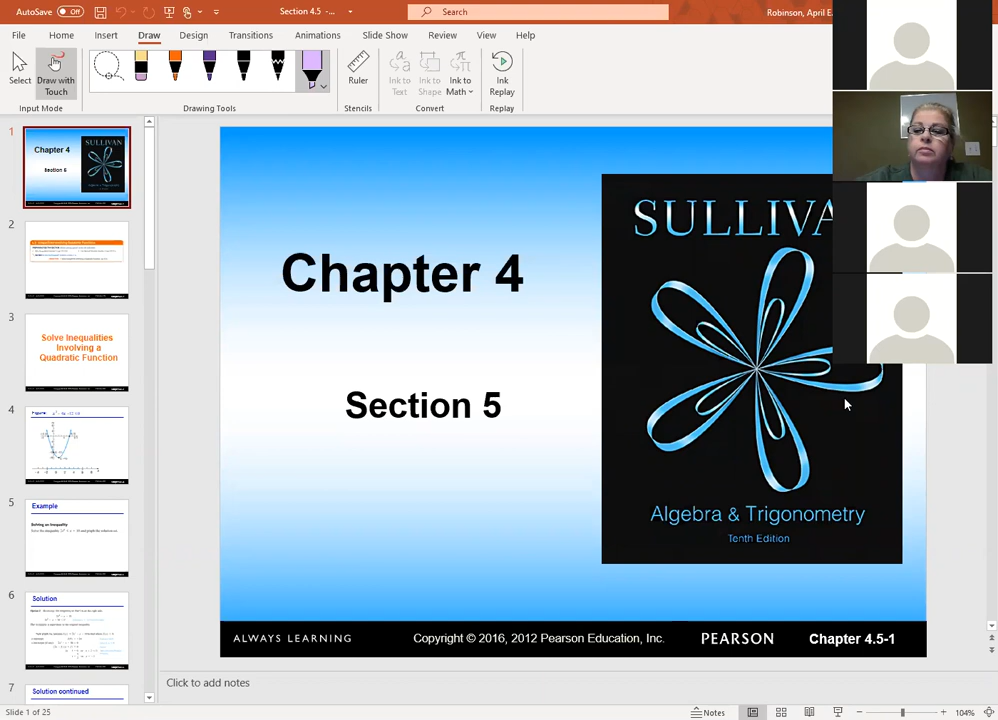 AutoSave Off
Section 4.5 -...
Search
Robinson, April E.
File Home Insert Draw Design Transitions Animations Slide Show Review View Help
Select
Draw with Touch
Ruler
Ink to Text
Ink to Shape
Ink to Math
Ink Replay
Input Mode
Drawing Tools
Stencils
Convert
Replay
1
Chapter 4
Section 5
SULLIVAN
2
3
Solve Inequalities
Involving a
Quadratic Function
4
5
Example
Solving an Inequality
6
Solution
7
Solution continued
Chapter 4
Section 5
SULLIVA
Algebra & Trigonometry
Tenth Edition
ALWAYS LEARNING
Copyright © 2016, 2012 Pearson Education, Inc.
PEARSON
Chapter 4.5-1
Click to add notes
Slide 1 of 25
Notes
104%